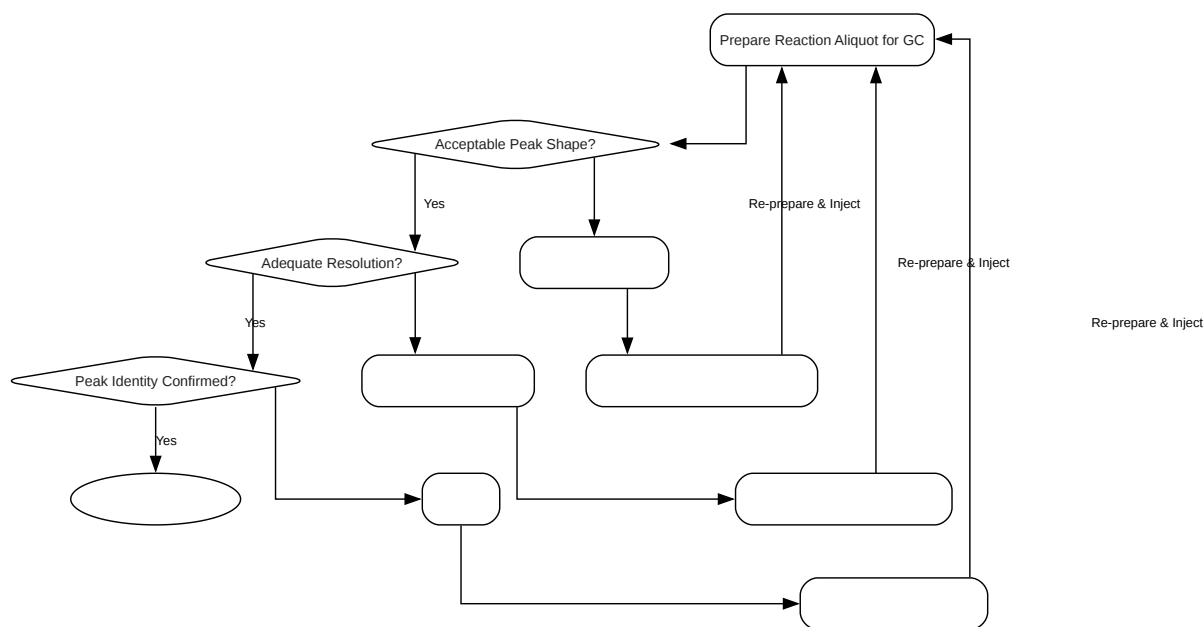 Prepare Reaction Aliquot for GC
Acceptable Peak Shape?
Yes
Re-prepare & Inject
Adequate Resolution?
Re-prepare & Inject
Yes
Re-prepare & Inject
Peak Identity Confirmed?
Yes